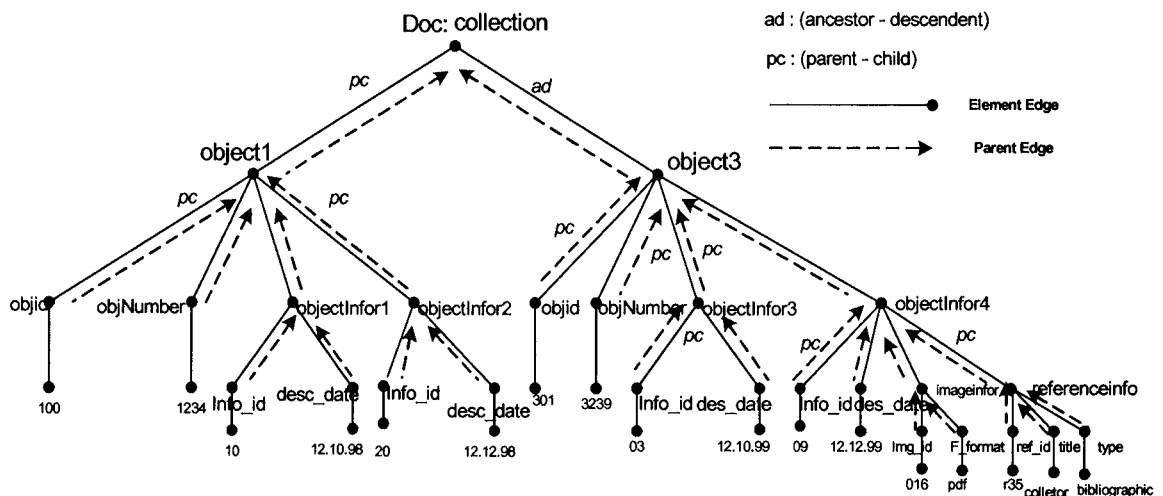 Doc: collection
ad : (ancestor - descendent)
pc : (parent - child)
Element Edge
Parent Edge
pc
ad
object1
object3
pc
pc
pc
pc
pc
objid
objNumber
objectInfor1
objectInfor2
objid
objNumber
objectInfor3
objectInfor4
pc
pc
pc
100
1234
Info_id
desc_date
Info_id
desc_date
301
3239
Info_id
des_date
Info_id
des_date
imageinfor
referenceinfo
10
12.10.98
20
12.12.98
03
12.10.99
09
12.12.99
Img_id
F_format
ref_id
title
type
016
pdf
r35
colletor
bibliographic